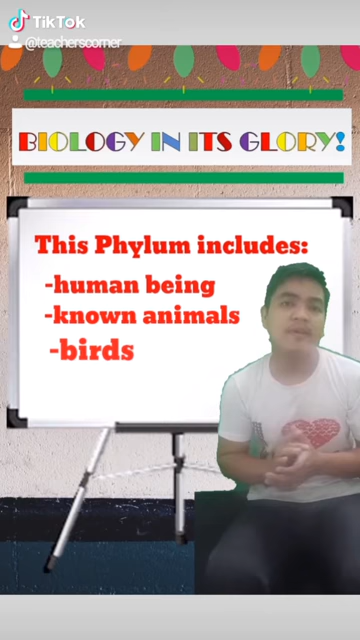 TikTok
@teacherscorner
BIOLOGY IN ITS GLORY!
This Phylum includes:
-human being
-known animals
-birds